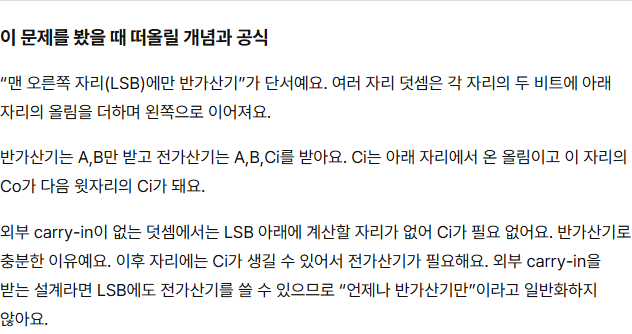 이 문제를 봤을 때 떠올릴 개념과 공식
“맨 오른쪽 자리(LSB)에만 반가산기”가 단서예요. 여러 자리 덧셈은 각 자리의 두 비트에 아래
자리의 올림을 더하며 왼쪽으로 이어져요.
반가산기는 A,B만 받고 전가산기는 A,B,Ci를 받아요. Ci는 아래 자리에서 온 올림이고 이 자리의
Co가 다음 윗자리의 Ci가 돼요.
외부 carry-in이 없는 덧셈에서는 LSB 아래에 계산할 자리가 없어 Ci가 필요 없어요. 반가산기로
충분한 이유예요. 이후 자리에는 Ci가 생길 수 있어서 전가산기가 필요해요. 외부 carry-in을
받는 설계라면 LSB에도 전가산기를 쓸 수 있으므로 “언제나 반가산기만”이라고 일반화하지
않아요.